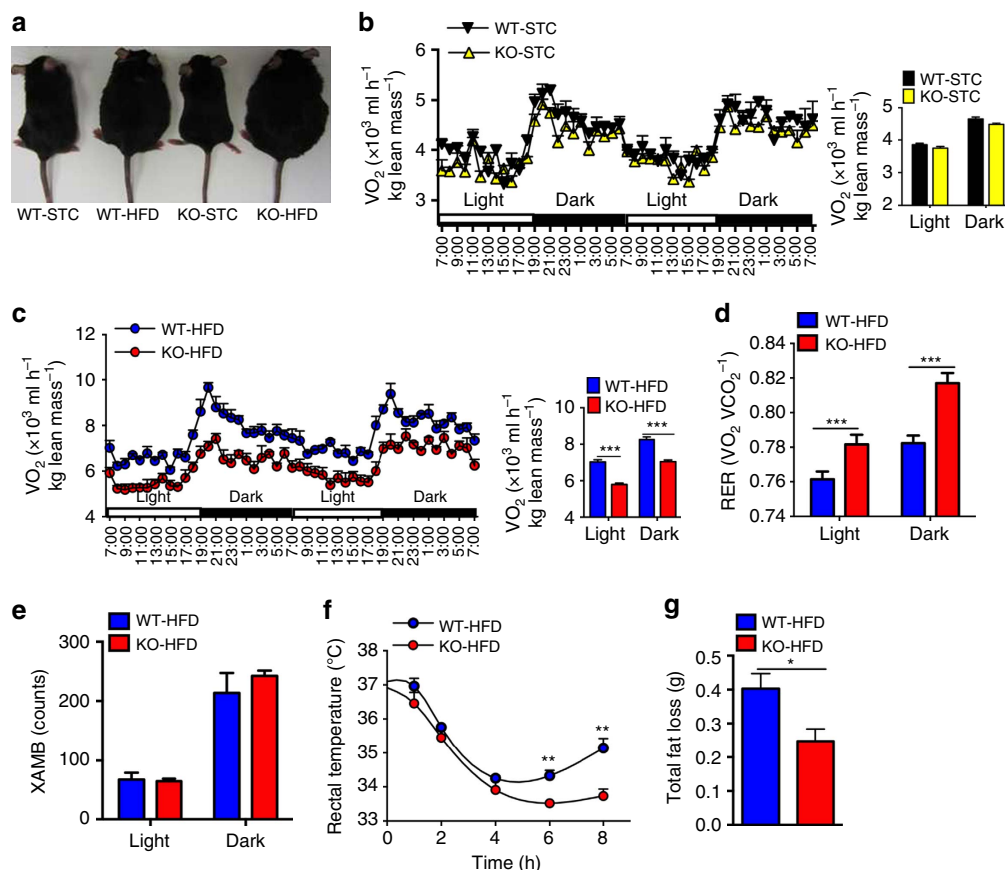 a
WT-STC WT-HFD KO-STC KO-HFD
b
WT-STC
KO-STC
VO₂ (×10³ ml h⁻¹
kg lean mass⁻¹)
6
5
4
3
Light Dark Light Dark
7:00 9:00 11:00 13:00 15:00 17:00 19:00 21:00 23:00 1:00 3:00 5:00 7:00 9:00 11:00 13:00 15:00 17:00 19:00 21:00 23:00 1:00 3:00 5:00 7:00
WT-STC
KO-STC
VO₂ (×10³ ml h⁻¹
kg lean mass⁻¹)
5
4
3
2
Light Dark
c
WT-HFD
KO-HFD
VO₂ (×10³ ml h⁻¹
kg lean mass⁻¹)
12
10
8
6
4
Light Dark Light Dark
7:00 9:00 11:00 13:00 15:00 17:00 19:00 21:00 23:00 1:00 3:00 5:00 7:00 9:00 11:00 13:00 15:00 17:00 19:00 21:00 23:00 1:00 3:00 5:00 7:00
WT-HFD
KO-HFD
VO₂ (×10³ ml h⁻¹
kg lean mass⁻¹)
10
8
6
4
*** ***
Light Dark
d
WT-HFD
KO-HFD
RER (VO₂ VCO₂⁻¹)
0.84
0.82
0.80
0.78
0.76
0.74
*** ***
Light Dark
e
WT-HFD
KO-HFD
XAMB (counts)
300
200
100
0
Light Dark
f
WT-HFD
KO-HFD
Rectal temperature (°C)
38
37
36
35
34
33
** **
0 2 4 6 8
Time (h)
g
WT-HFD
KO-HFD
Total fat loss (g)
0.5
0.4
0.3
0.2
0.1
0.0
*